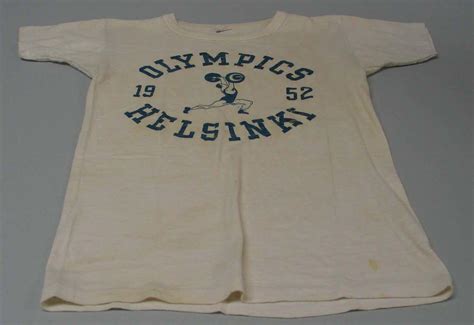 OLYMPICS
19 52
HELSINKI